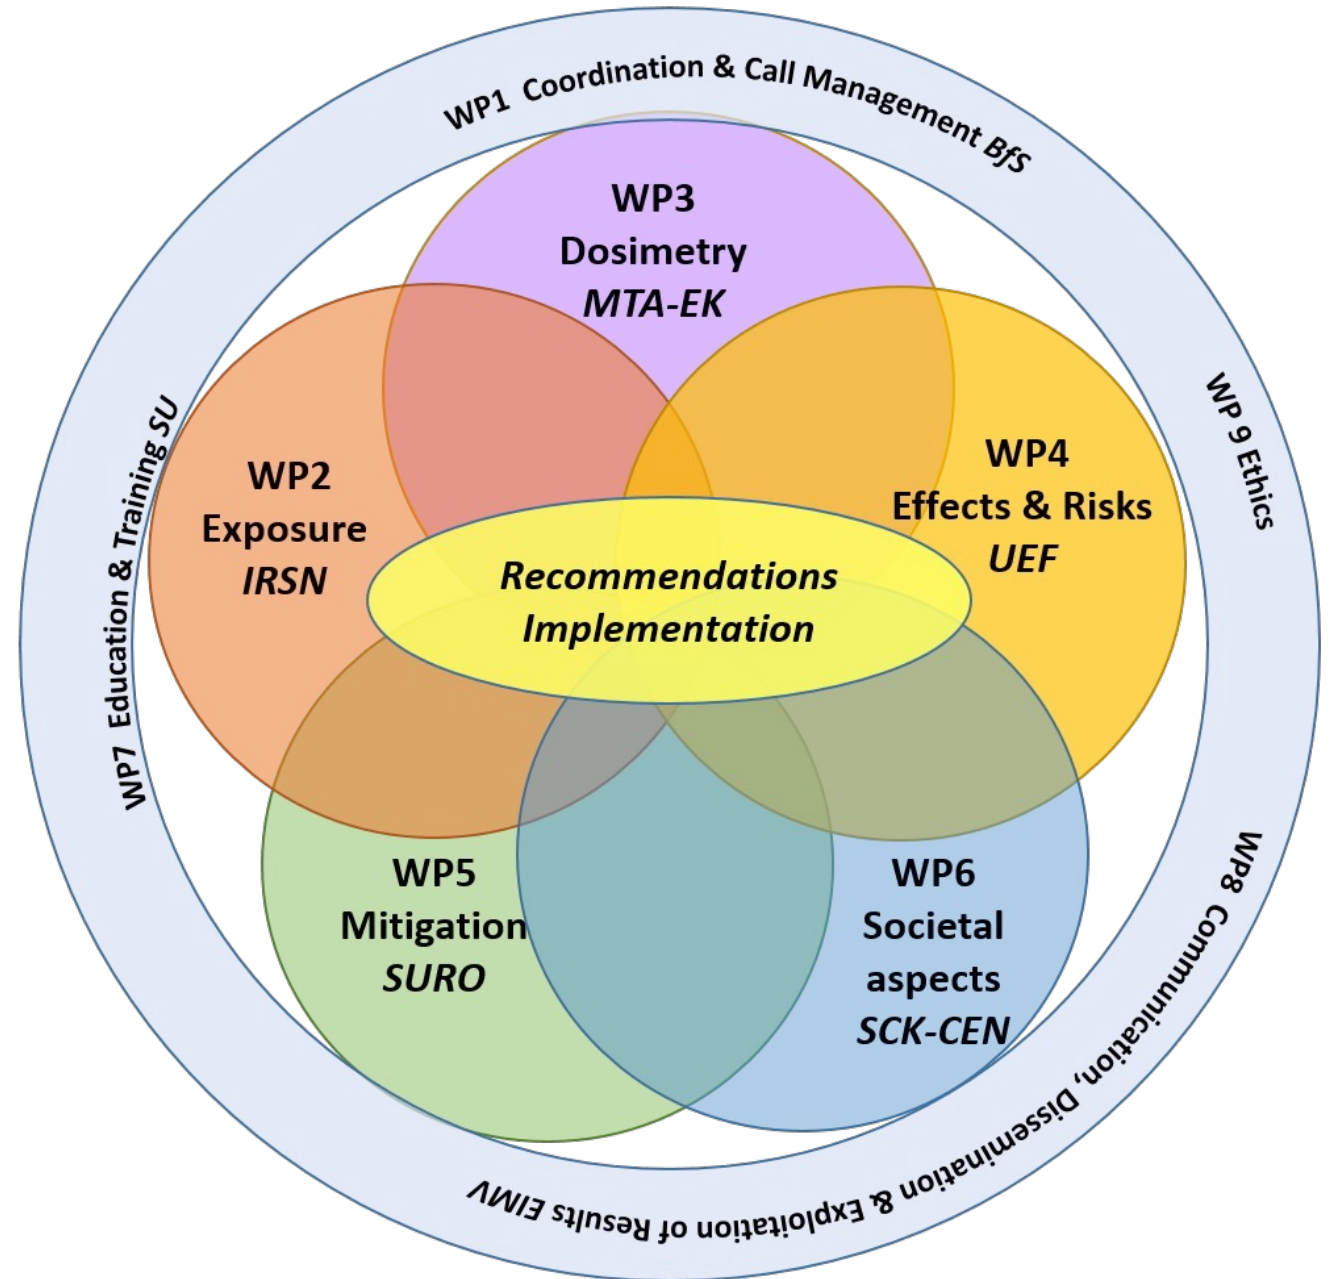 WP1 Coordination & Call Management BfS
WP3
Dosimetry
MTA-EK
WP2
Exposure
IRSN
WP4
Effects & Risks
UEF
Recommendations
Implementation
WP5
Mitigation
SURO
WP6
Societal
aspects
SCK-CEN
WP7 Education & Training SU
WP 9 Ethics
WP8 Communication, Dissemination & Exploitation of Results EIMV